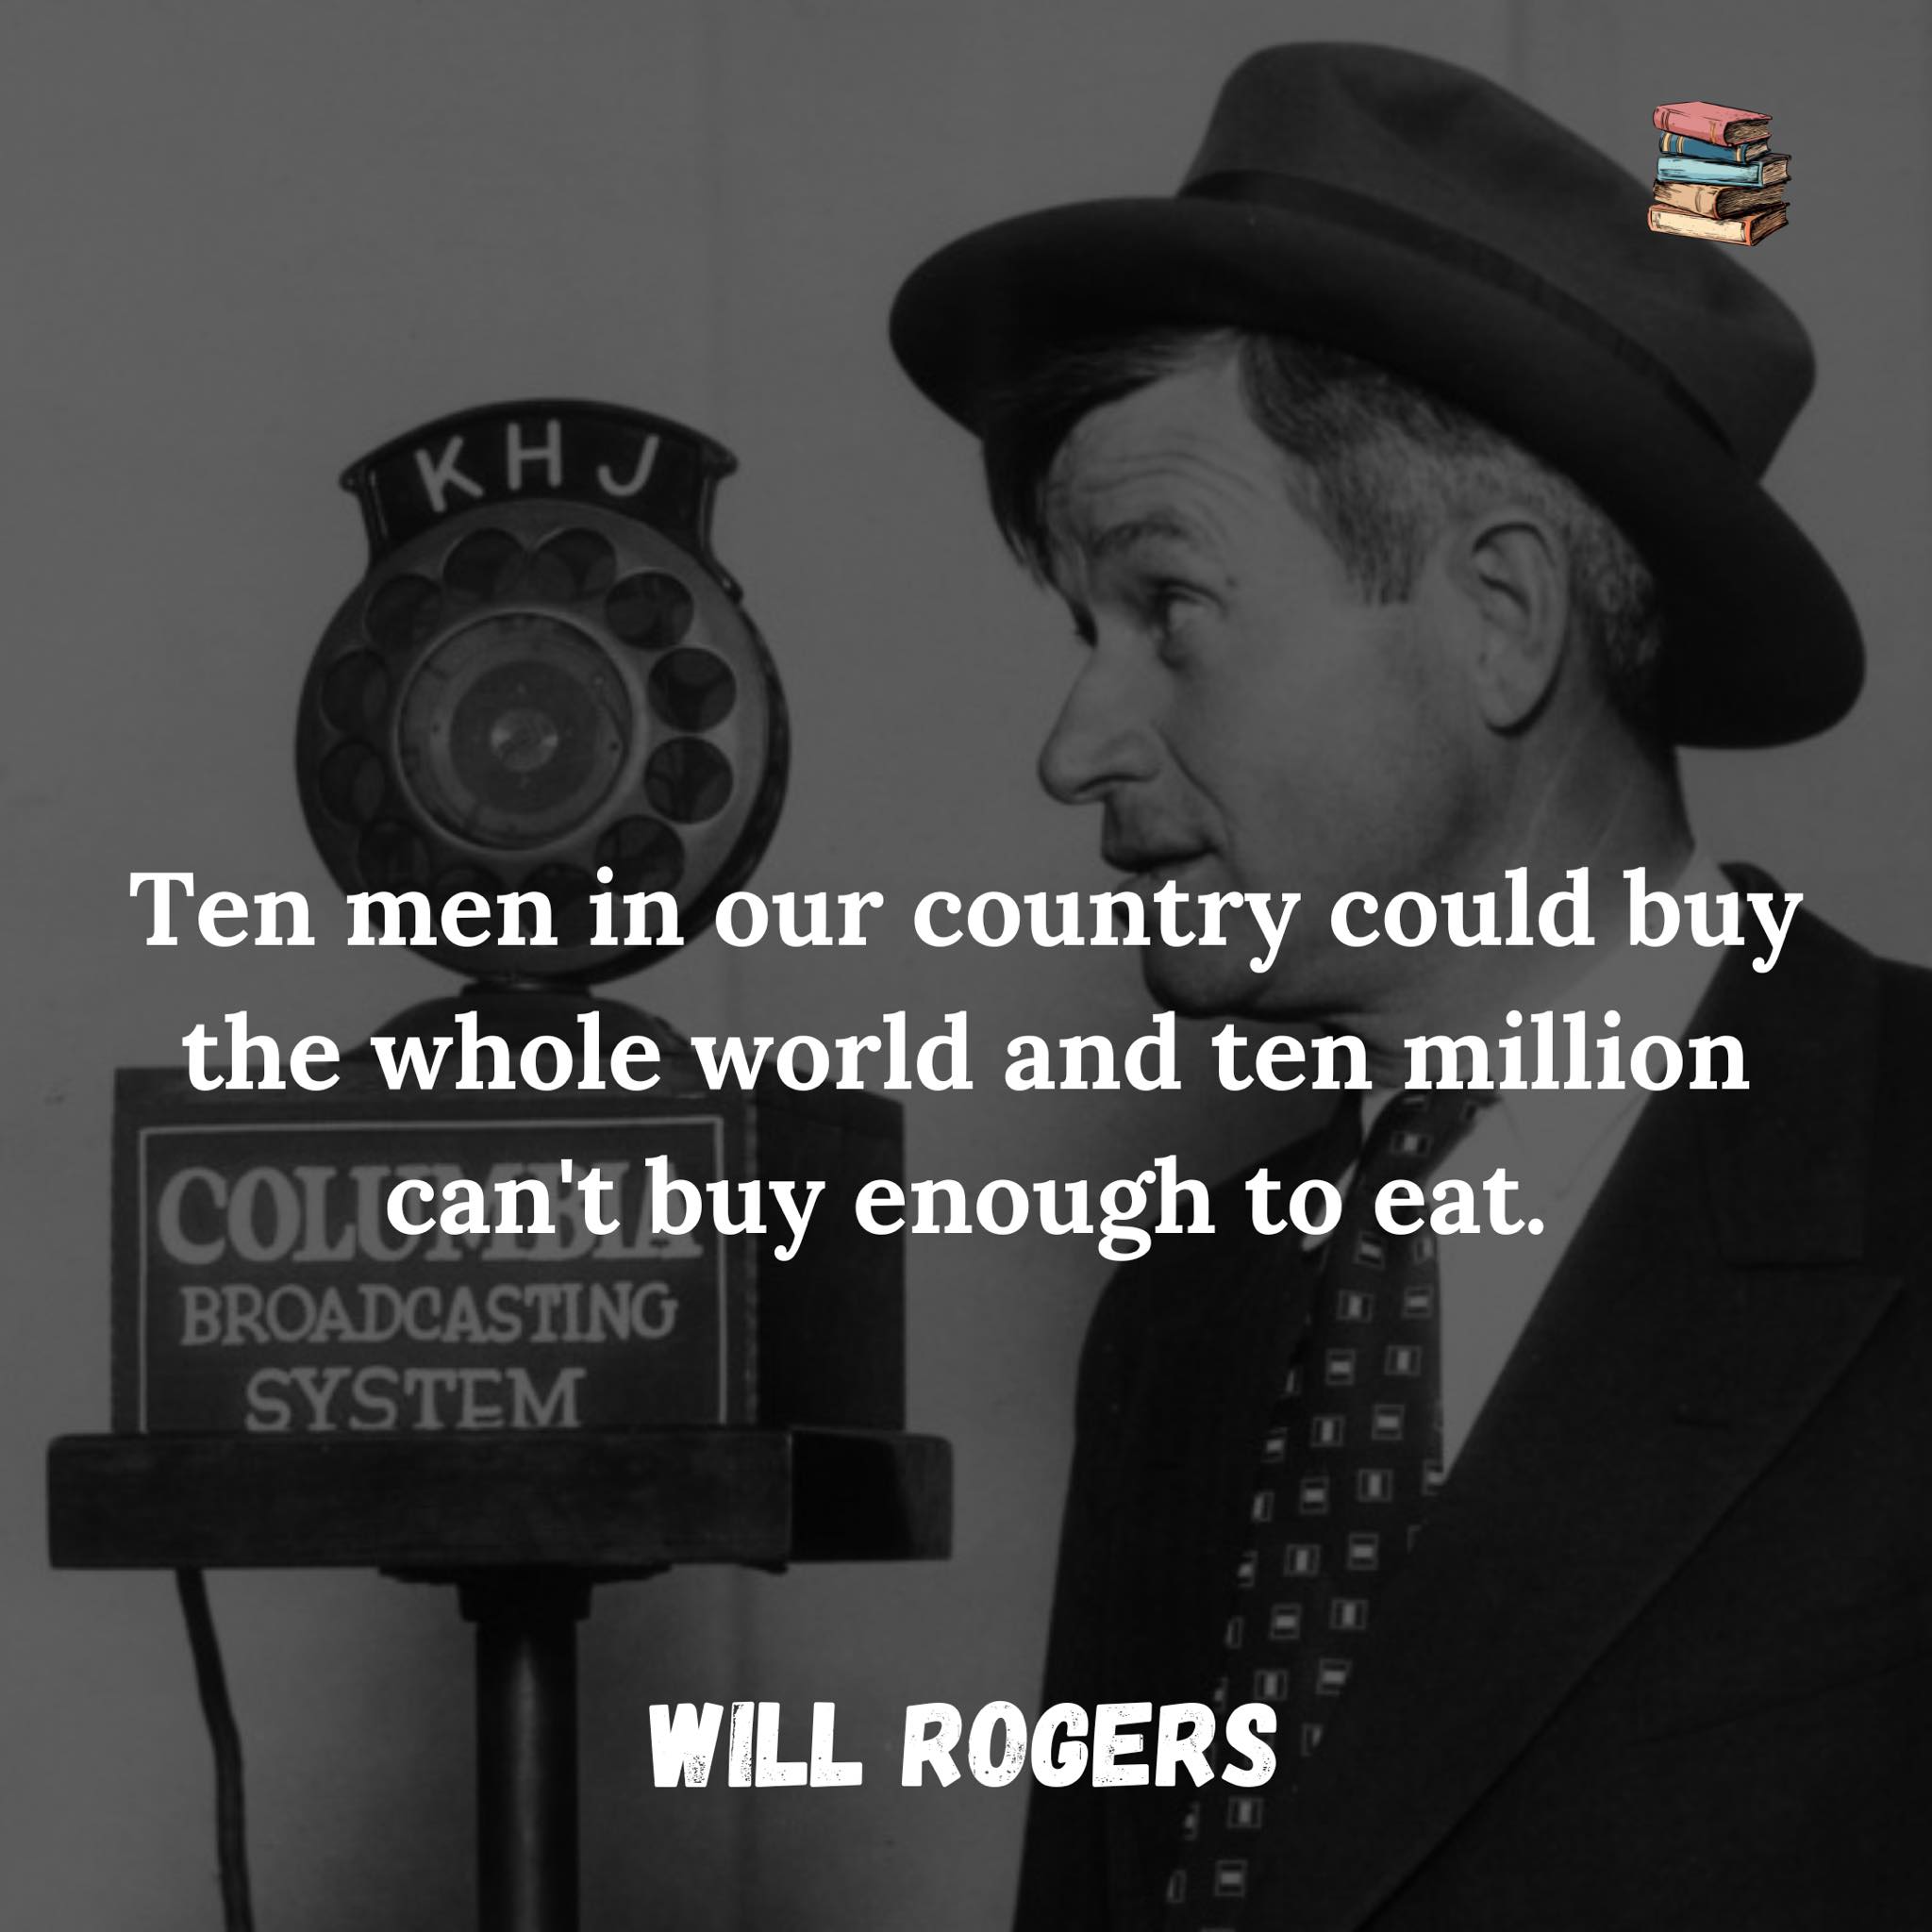 KHJ
Ten men in our country could buy
the whole world and ten million
can't buy enough to eat.
COLUMBIA
BROADCASTING
SYSTEM
WILL ROGERS